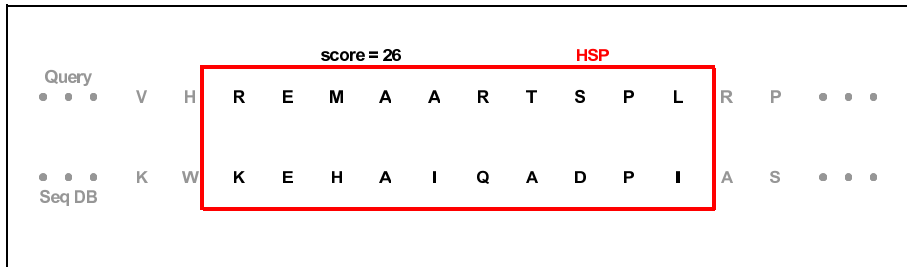 score = 26 HSP
Query
• • • V H R E M A A R T S P L R P • • •
• • • K W K E H A I Q A D P I A S • • •
Seq DB